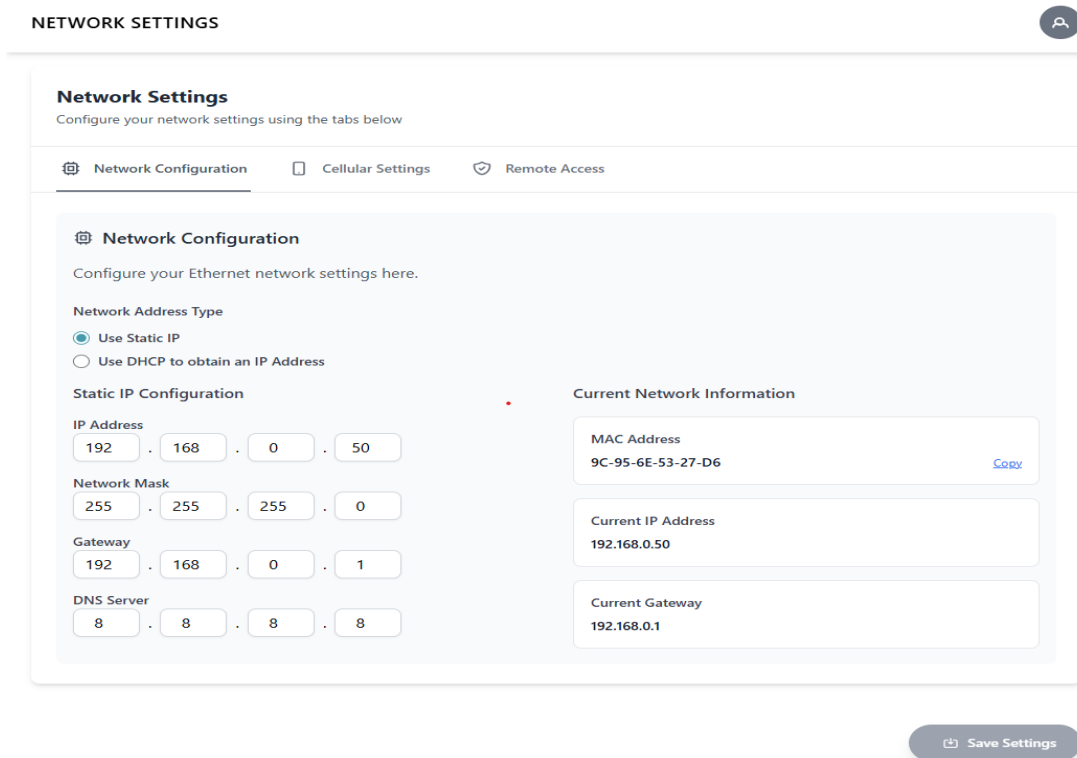 NETWORK SETTINGS
Network Settings
Configure your network settings using the tabs below
Network Configuration Cellular Settings Remote Access
Network Configuration
Configure your Ethernet network settings here.
Network Address Type
Use Static IP
Use DHCP to obtain an IP Address
Static IP Configuration
IP Address
192 . 168 . 0 . 50
Network Mask
255 . 255 . 255 . 0
Gateway
192 . 168 . 0 . 1
DNS Server
8 . 8 . 8 . 8
Current Network Information
MAC Address
9C-95-6E-53-27-D6 Copy
Current IP Address
192.168.0.50
Current Gateway
192.168.0.1
Save Settings